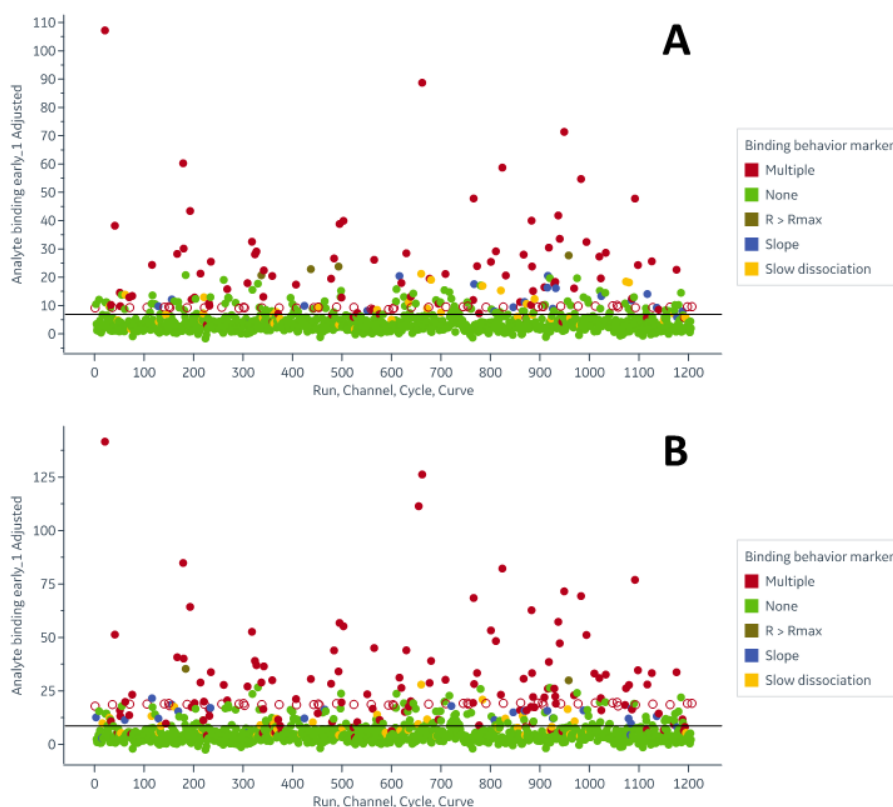 A
110
100
90
80
70
60
50
40
30
20
10
0
Analyte binding early_1 Adjusted
0 100 200 300 400 500 600 700 800 900 1000 1100 1200
Run, Channel, Cycle, Curve
Binding behavior marker
Multiple
None
R > Rmax
Slope
Slow dissociation
B
125
100
75
50
25
0
Analyte binding early_1 Adjusted
0 100 200 300 400 500 600 700 800 900 1000 1100 1200
Run, Channel, Cycle, Curve
Binding behavior marker
Multiple
None
R > Rmax
Slope
Slow dissociation